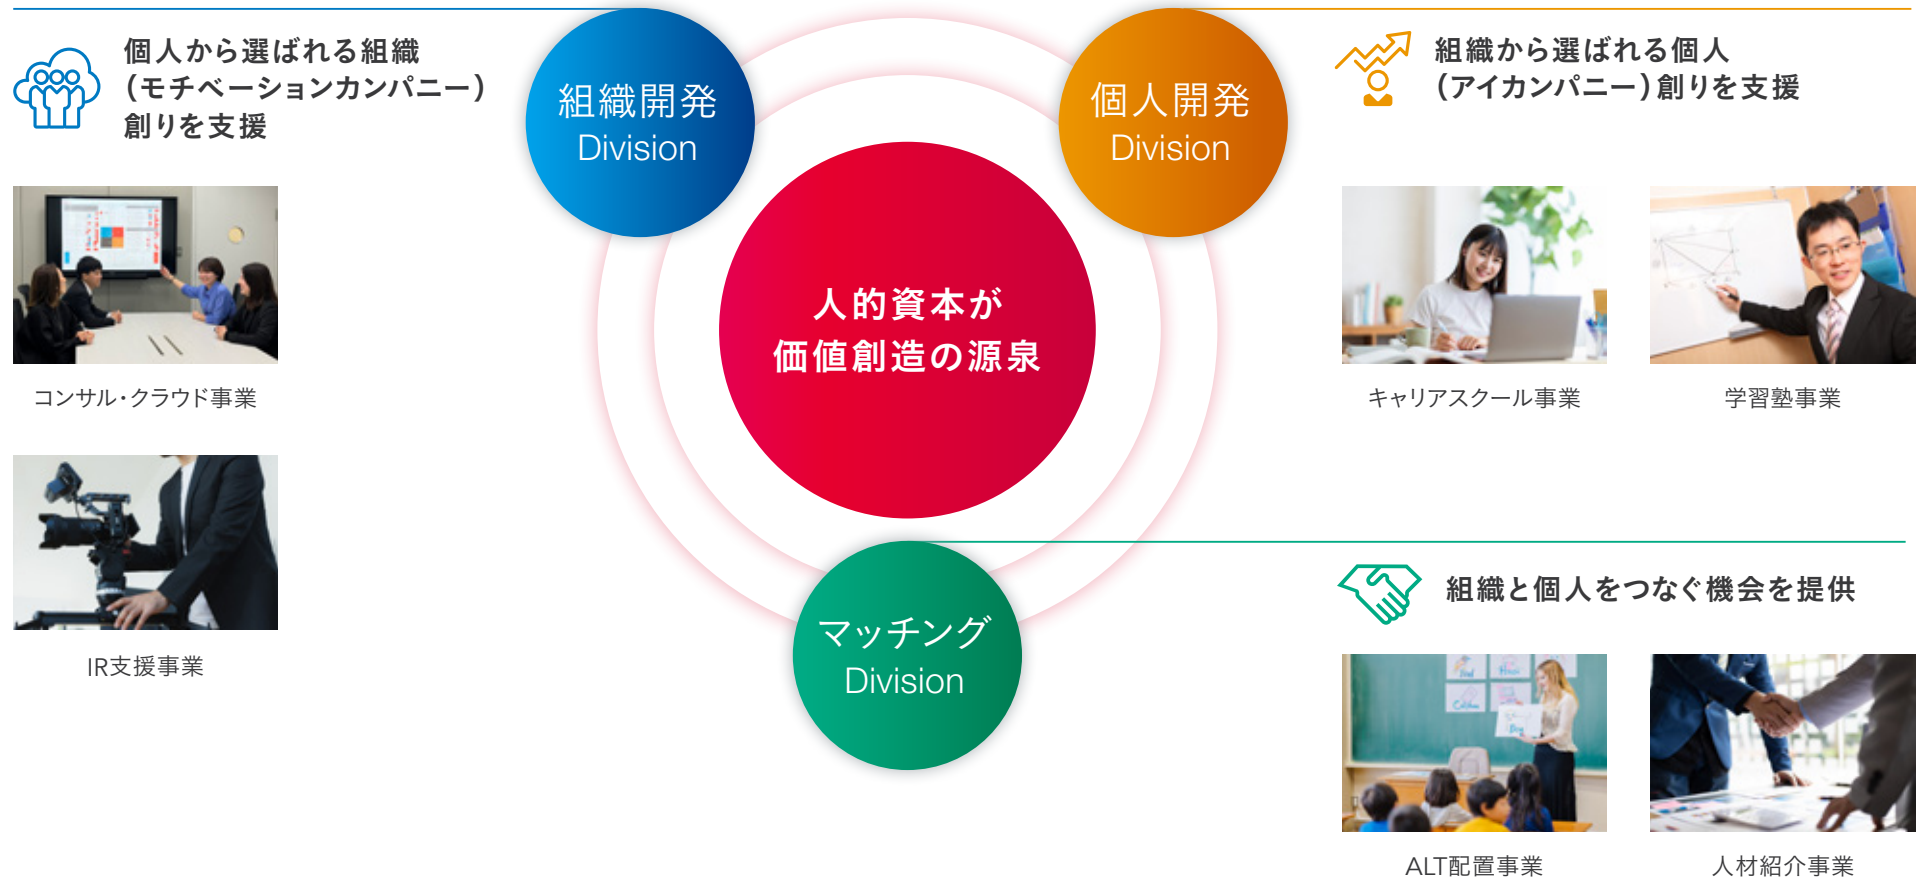 個人から選ばれる組織
（モチベーションカンパニー）
創りを支援
組織開発
Division
コンサル・クラウド事業
IR支援事業
個人開発
Division
組織から選ばれる個人
（アイカンパニー）創りを支援
キャリアスクール事業
学習塾事業
人的資本が
価値創造の源泉
マッチング
Division
組織と個人をつなぐ機会を提供
ALT配置事業
人材紹介事業